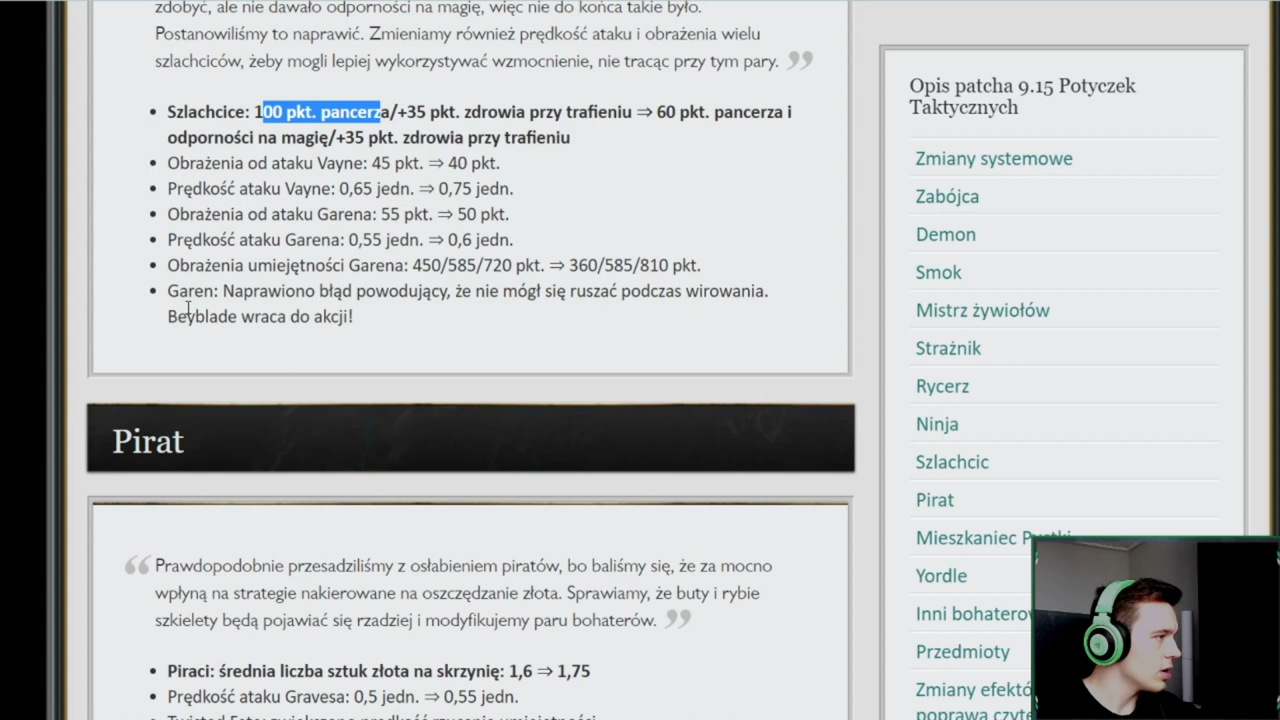 zdobyć, ale nie dawało odporności na magię, więc nie do końca takie było.
Postanowiliśmy to naprawić. Zmieniamy również prędkość ataku i obrażenia wielu
szlachciców, żeby mogli lepiej wykorzystywać wzmocnienie, nie tracąc przy tym pary.
Szlachcice: 100 pkt. pancerza/+35 pkt. zdrowia przy trafieniu ⇒ 60 pkt. pancerza i
odporności na magię/+35 pkt. zdrowia przy trafieniu
Obrażenia od ataku Vayne: 45 pkt. ⇒ 40 pkt.
Prędkość ataku Vayne: 0,65 jedn. ⇒ 0,75 jedn.
Obrażenia od ataku Garena: 55 pkt. ⇒ 50 pkt.
Prędkość ataku Garena: 0,55 jedn. ⇒ 0,6 jedn.
Obrażenia umiejętności Garena: 450/585/720 pkt. ⇒ 360/585/810 pkt.
Garen: Naprawiono błąd powodujący, że nie mógł się ruszać podczas wirowania.
Beyblade wraca do akcji!
Pirat
Prawdopodobnie przesadziliśmy z osłabieniem piratów, bo baliśmy się, że za mocno
wpłyną na strategie nakierowane na oszczędzanie złota. Sprawiamy, że buty i rybie
szkielety będą pojawiać się rzadziej i modyfikujemy paru bohaterów.
Piraci: średnia liczba sztuk złota na skrzynię: 1,6 ⇒ 1,75
Prędkość ataku Gravesa: 0,5 jedn. ⇒ 0,55 jedn.
Opis patcha 9.15 Potyczek
Taktycznych
Zmiany systemowe
Zabójca
Demon
Smok
Mistrz żywiołów
Strażnik
Rycerz
Ninja
Szlachcic
Pirat
Mieszkaniec Pustki
Yordle
Inni bohaterow
Przedmioty
Zmiany efektó